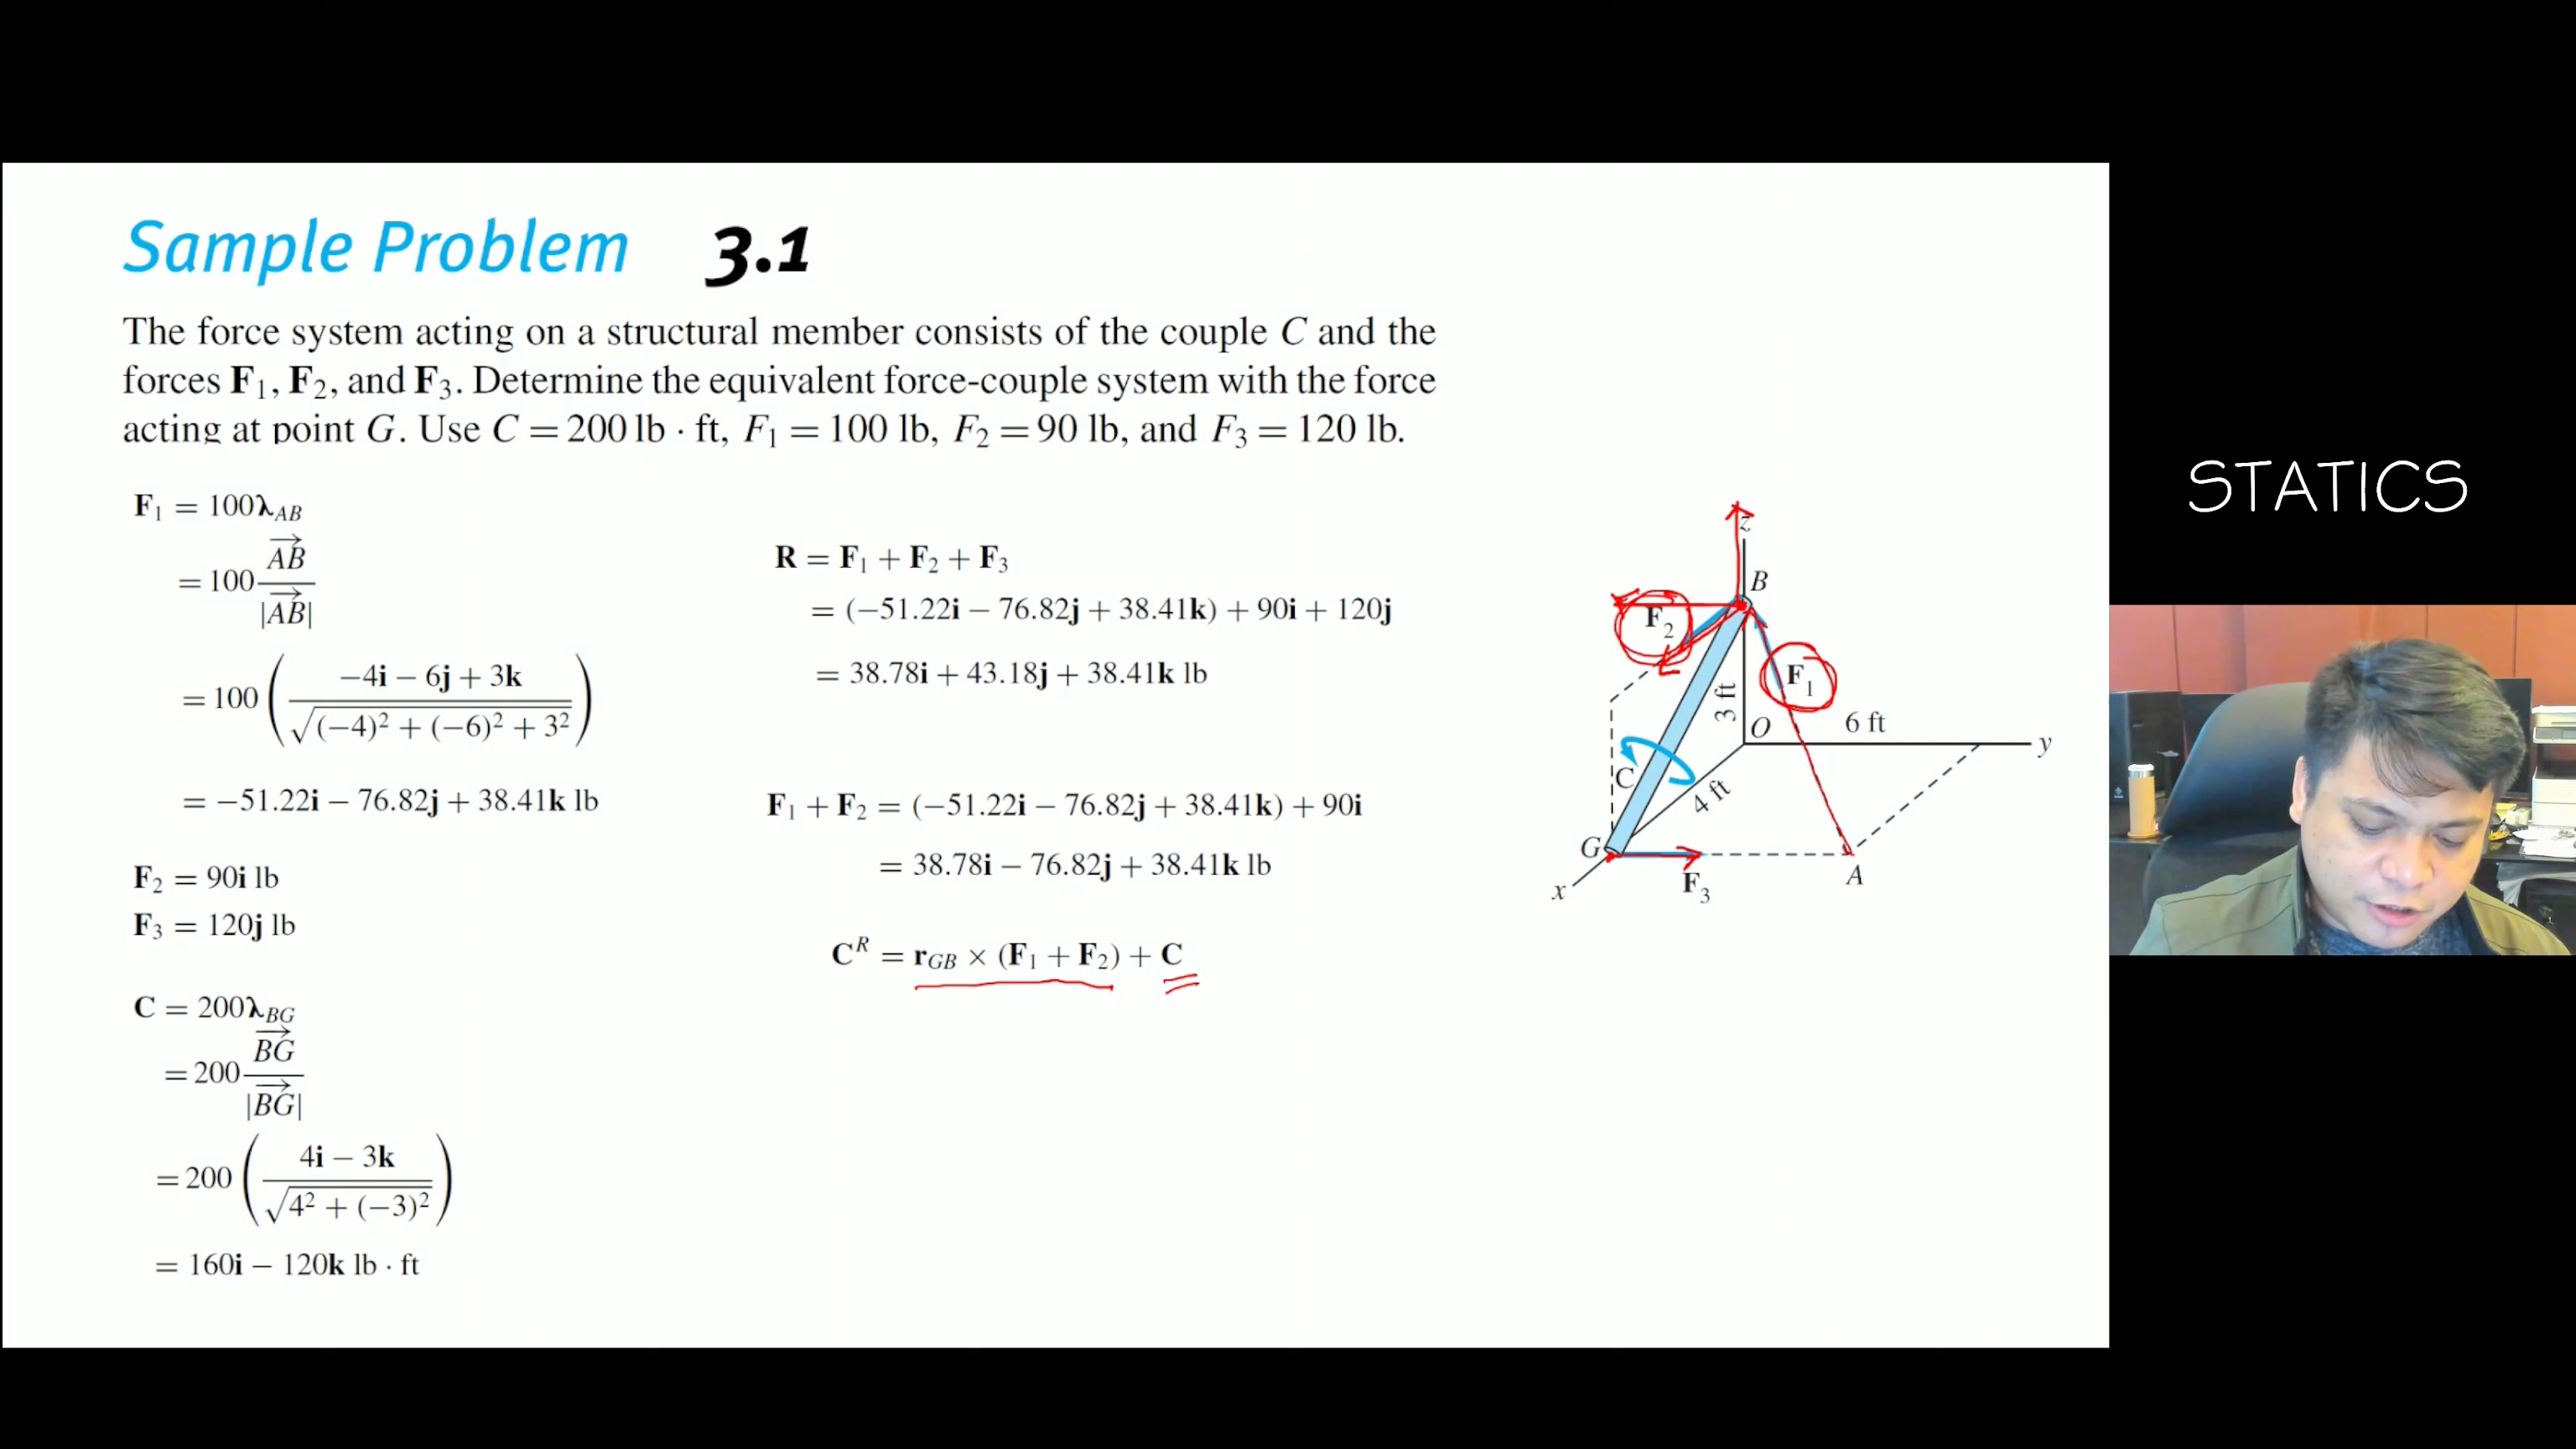 Sample Problem 3.1
The force system acting on a structural member consists of the couple C and the
forces F₁, F₂, and F₃. Determine the equivalent force-couple system with the force
acting at point G. Use C = 200 lb · ft, F₁ = 100 lb, F₂ = 90 lb, and F₃ = 120 lb.
F₁ = 100λ_AB
= 100 \overrightarrow{AB} / |\overrightarrow{AB}|
= 100 ( (−4i − 6j + 3k) / √((−4)² + (−6)² + 3²) )
= −51.22i − 76.82j + 38.41k lb
F₂ = 90i lb
F₃ = 120j lb
C = 200λ_BG
= 200 \overrightarrow{BG} / |\overrightarrow{BG}|
= 200 ( (4i − 3k) / √(4² + (−3)²) )
= 160i − 120k lb · ft
R = F₁ + F₂ + F₃
= (−51.22i − 76.82j + 38.41k) + 90i + 120j
= 38.78i + 43.18j + 38.41k lb
F₁ + F₂ = (−51.22i − 76.82j + 38.41k) + 90i
= 38.78i − 76.82j + 38.41k lb
C^R = r_GB × (F₁ + F₂) + C
z
B
F₂
F₁
3 ft
O
6 ft
y
C
4 ft
G
x
F₃
A
STATICS